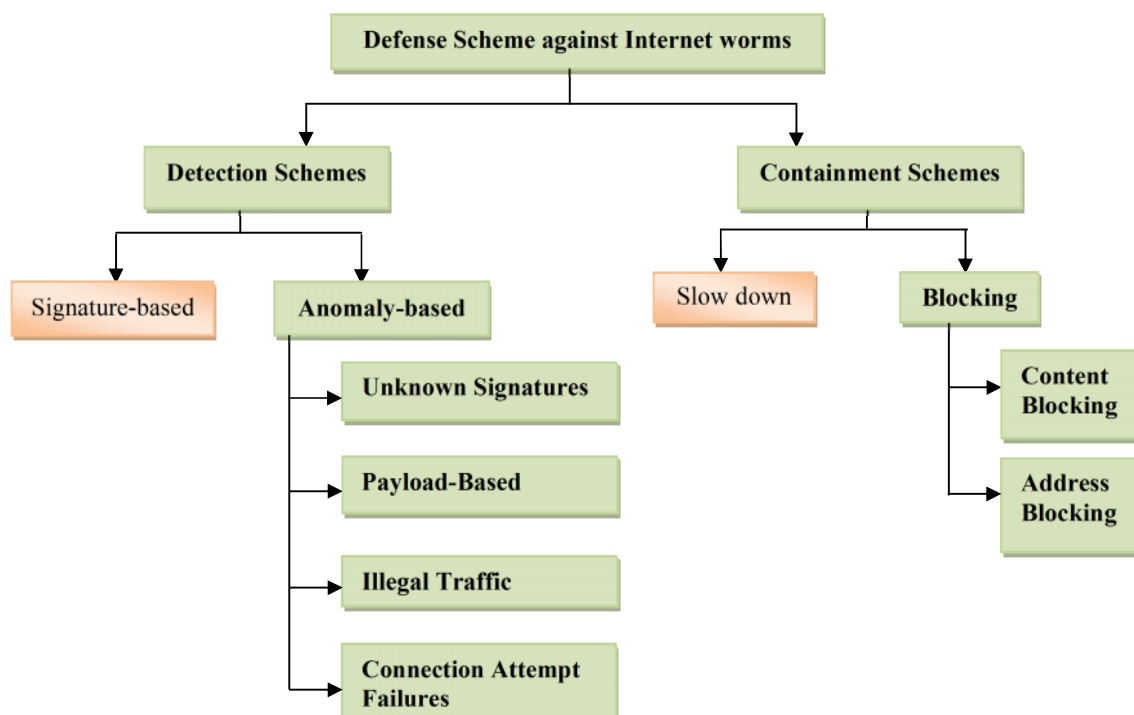 Defense Scheme against Internet worms
Detection Schemes
Containment Schemes
Signature-based
Anomaly-based
Slow down
Blocking
Unknown Signatures
Content
Blocking
Payload-Based
Address
Blocking
Illegal Traffic
Connection Attempt
Failures